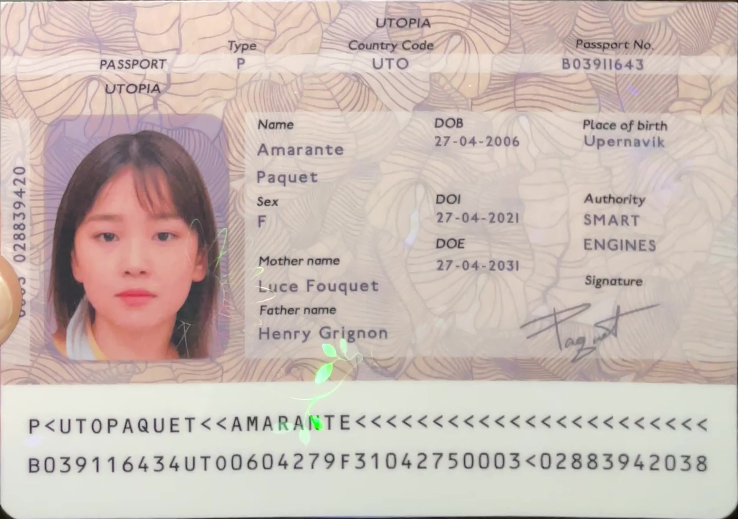 UTOPIA
PASSPORT
UTOPIA
Type
P
Country Code
UTO
Passport No.
B03911643
Name
Amarante
Paquet
DOB
27-04-2006
Place of birth
Upernavik
Sex
F
DOI
27-04-2021
Authority
SMART
ENGINES
DOE
27-04-2031
Mother name
Luce Fouquet
Signature
Paquet
Father name
Henry Grignon
028839420
P<UTOPAQUET<<AMARANTE<<<<<<<<<<<<<<<<<<<<<<<
B039116434UTO0604279F31042750003<02883942038